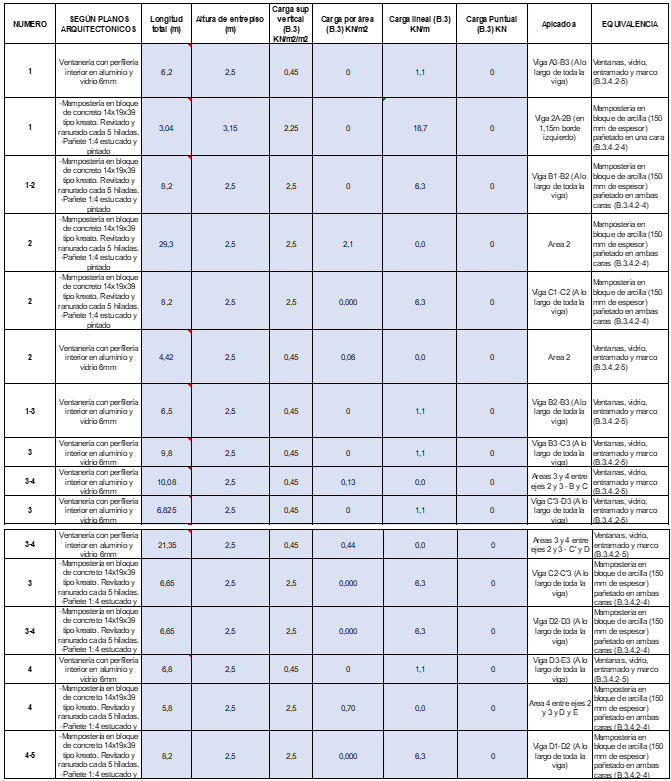 NUMERO | SEGÚN PLANOS ARQUITECTONICOS | Longitud total (m) | Altura de entrepiso (m) | Carga sup vertical (B.3) KN/m2/m2 | Carga por área (B.3) KN/m2 | Carga lineal (B.3) KN/m | Carga Puntual (B.3) KN | Aplicado a | EQUIVALENCIA
1 | Ventanería con perfilería interior en aluminio y vidrio 6mm | 6,2 | 2,5 | 0,45 | 0 | 1,1 | 0 | Viga A3-B3 (A lo largo de toda la viga) | Ventanas, vidrio, entramado y marco (B.3.4.2-5)
1 | -Mampostería en bloque de concreto 14x19x39 tipo kreato. Revitado y ranurado cada 5 hiladas. -Pañete 1:4 estucado y pintado | 3,04 | 3,15 | 2,25 | 0 | 18,7 | 0 | Viga 2A-2B (en 1,15m borde izquierdo) | Mampostería en bloque de arcilla (150 mm de espesor) pañetado en una cara (B.3.4.2-4)
1-2 | -Mampostería en bloque de concreto 14x19x39 tipo kreato. Revitado y ranurado cada 5 hiladas. -Pañete 1:4 estucado y pintado | 8,2 | 2,5 | 2,5 | 0 | 6,3 | 0 | Viga B1-B2 (A lo largo de toda la viga) | Mampostería en bloque de arcilla (150 mm de espesor) pañetado en ambas caras (B.3.4.2-4)
2 | -Mampostería en bloque de concreto 14x19x39 tipo kreato. Revitado y ranurado cada 5 hiladas. -Pañete 1:4 estucado y pintado | 29,3 | 2,5 | 2,5 | 2,1 | 0,0 | 0 | Area 2 | Mampostería en bloque de arcilla (150 mm de espesor) pañetado en ambas caras (B.3.4.2-4)
2 | -Mampostería en bloque de concreto 14x19x39 tipo kreato. Revitado y ranurado cada 5 hiladas. -Pañete 1:4 estucado y pintado | 8,2 | 2,5 | 2,5 | 0,000 | 6,3 | 0 | Viga C1-C2 (A lo largo de toda la viga) | Mampostería en bloque de arcilla (150 mm de espesor) pañetado en ambas caras (B.3.4.2-4)
2 | Ventanería con perfilería interior en aluminio y vidrio 6mm | 4,42 | 2,5 | 0,45 | 0,06 | 0,0 | 0 | Area 2 | Ventanas, vidrio, entramado y marco (B.3.4.2-5)
1-3 | Ventanería con perfilería interior en aluminio y vidrio 6mm | 6,5 | 2,5 | 0,45 | 0 | 1,1 | 0 | Viga B2-B3 (A lo largo de toda la viga) | Ventanas, vidrio, entramado y marco (B.3.4.2-5)
3 | Ventanería con perfilería interior en aluminio y vidrio 6mm | 9,8 | 2,5 | 0,45 | 0 | 1,1 | 0 | Viga B3-C3 (A lo largo de toda la viga) | Ventanas, vidrio, entramado y marco (B.3.4.2-5)
3-4 | Ventanería con perfilería interior en aluminio y vidrio 6mm | 10,08 | 2,5 | 0,45 | 0,13 | 0,0 | 0 | Areas 3 y 4 entre ejes 2 y 3 - B y C | Ventanas, vidrio, entramado y marco (B.3.4.2-5)
3 | Ventanería con perfilería interior en aluminio y vidrio 6mm | 6,825 | 2,5 | 0,45 | 0 | 1,1 | 0 | Viga C'3-D3 (A lo largo de toda la viga) | Ventanas, vidrio, entramado y marco (B.3.4.2-5)
3-4 | Ventanería con perfilería interior en aluminio y vidrio 6mm | 21,35 | 2,5 | 0,45 | 0,44 | 0,0 | 0 | Areas 3 y 4 entre ejes 2 y 3 - C' y D | Ventanas, vidrio, entramado y marco (B.3.4.2-5)
3 | -Mampostería en bloque de concreto 14x19x39 tipo kreato. Revitado y ranurado cada 5 hiladas. -Pañete 1:4 estucado y | 6,65 | 2,5 | 2,5 | 0,000 | 6,3 | 0 | Viga C2-C'3 (A lo largo de toda la viga) | Mampostería en bloque de arcilla (150 mm de espesor) pañetado en ambas caras (B.3.4.2-4)
3-4 | -Mampostería en bloque de concreto 14x19x39 tipo kreato. Revitado y ranurado cada 5 hiladas. -Pañete 1:4 estucado y | 6,65 | 2,5 | 2,5 | 0,000 | 6,3 | 0 | Viga D2-D3 (A lo largo de toda la viga) | Mampostería en bloque de arcilla (150 mm de espesor) pañetado en ambas caras (B.3.4.2-4)
4 | Ventanería con perfilería interior en aluminio y vidrio 6mm | 6,8 | 2,5 | 0,45 | 0 | 1,1 | 0 | Viga D3-E3 (A lo largo de toda la viga) | Ventanas, vidrio, entramado y marco (B.3.4.2-5)
4 | -Mampostería en bloque de concreto 14x19x39 tipo kreato. Revitado y ranurado cada 5 hiladas. -Pañete 1:4 estucado y | 5,8 | 2,5 | 2,5 | 0,70 | 0,0 | 0 | Area 4 entre ejes 2 y 3 y D y E | Mampostería en bloque de arcilla (150 mm de espesor) pañetado en ambas caras (B.3.4.2-4)
4-5 | -Mampostería en bloque de concreto 14x19x39 tipo kreato. Revitado y ranurado cada 5 hiladas. -Pañete 1:4 estucado y | 8,2 | 2,5 | 2,5 | 0,000 | 6,3 | 0 | Viga D1-D2 (A lo largo de toda la viga) | Mampostería en bloque de arcilla (150 mm de espesor) pañetado en ambas caras (B.3.4.2-4)